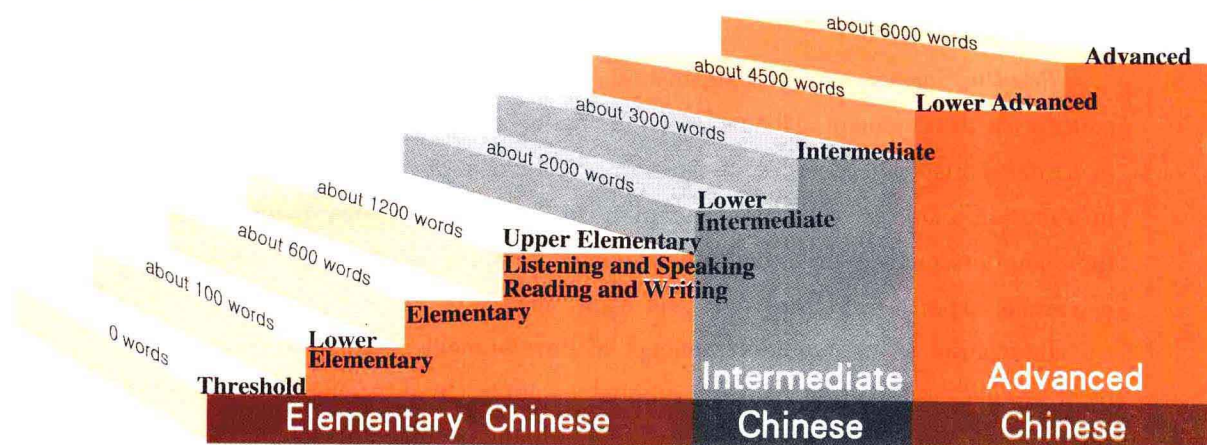 about 6000 words
Advanced
about 4500 words
Lower Advanced
about 3000 words
Intermediate
about 2000 words
Lower
Intermediate
about 1200 words
Upper Elementary
Listening and Speaking
Reading and Writing
about 600 words
Elementary
about 100 words
Lower
Elementary
0 words
Threshold
Elementary Chinese
Intermediate
Chinese
Advanced
Chinese